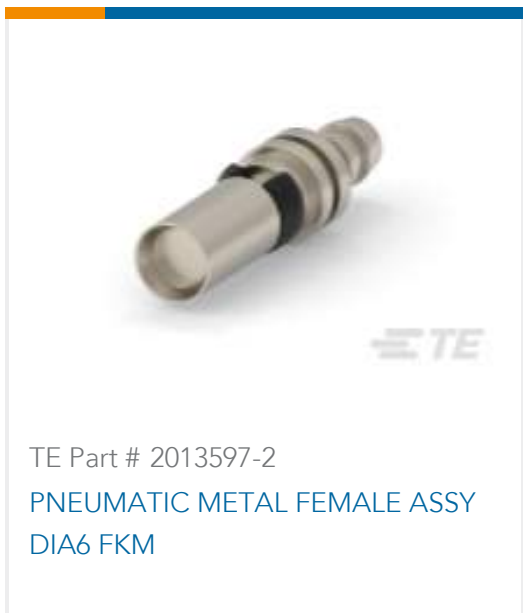 TE
TE Part # 2013597-2
PNEUMATIC METAL FEMALE ASSY
DIA6 FKM